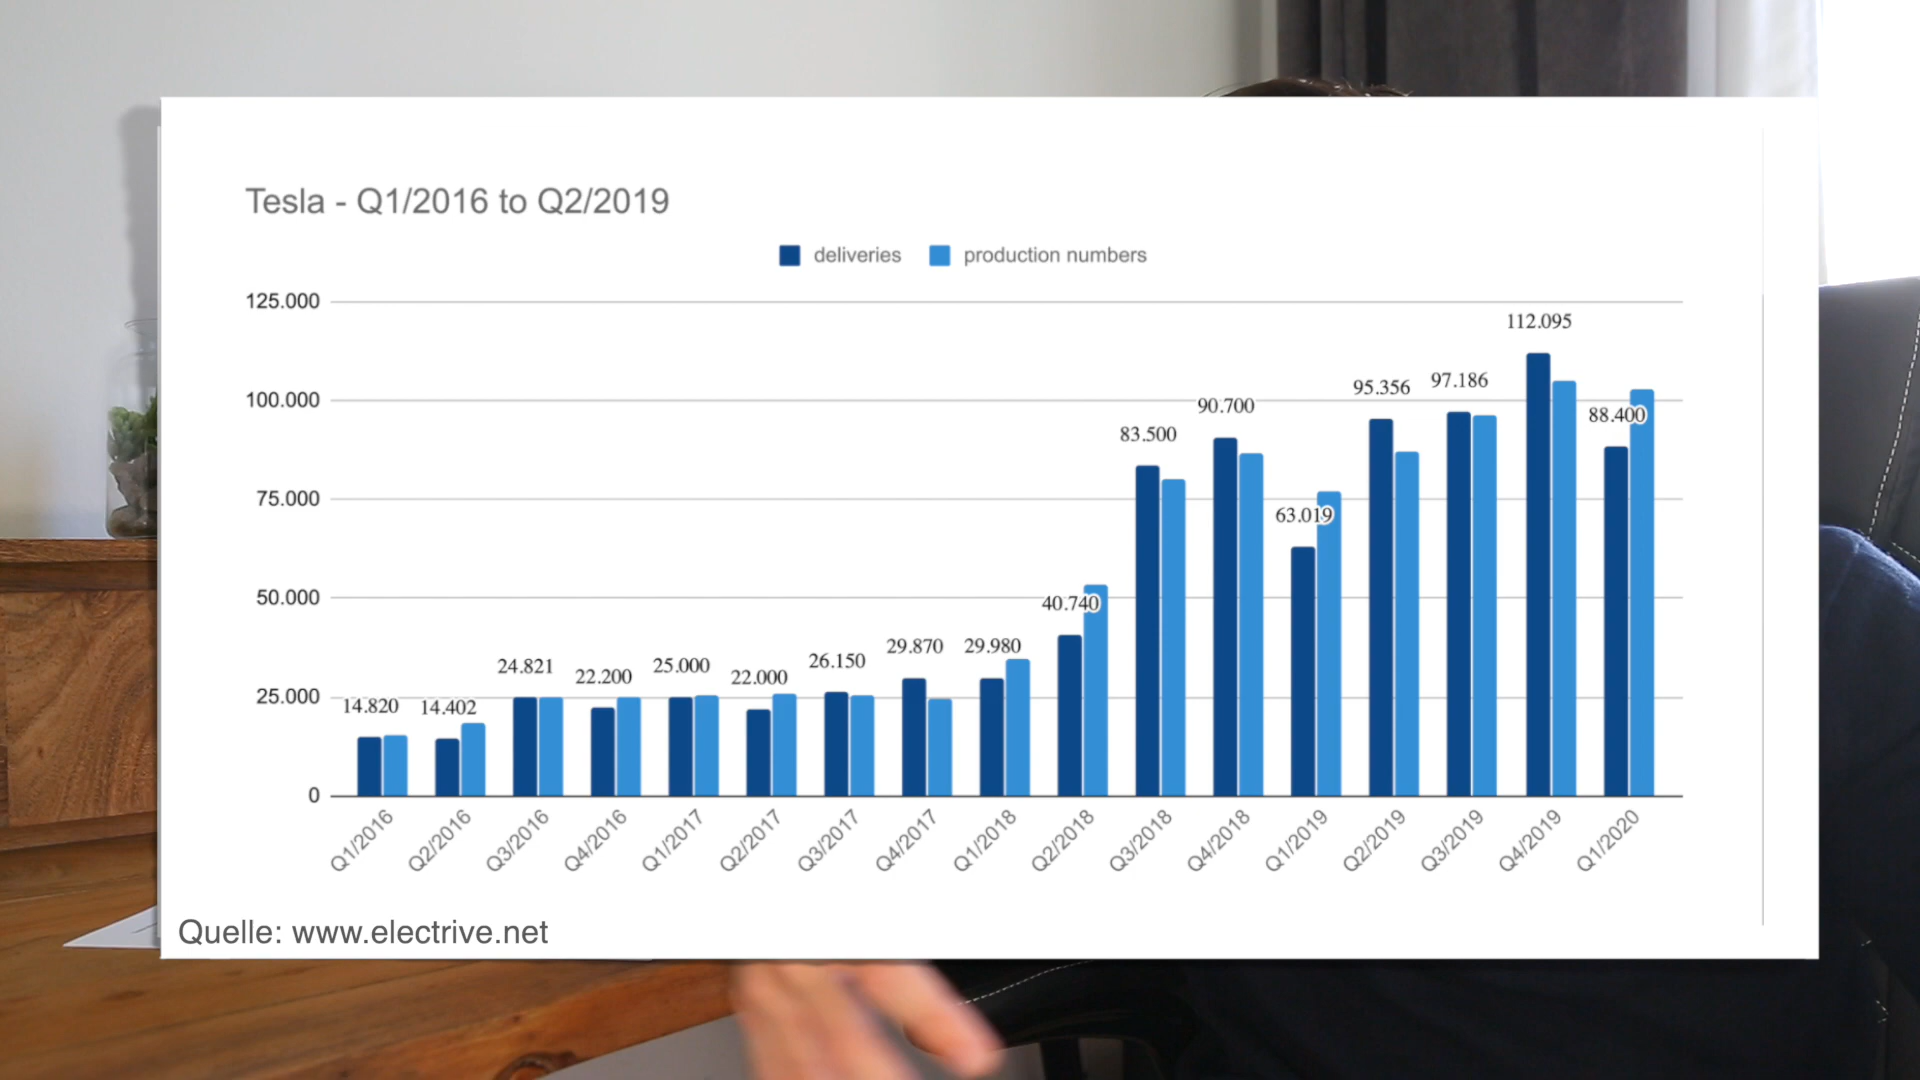 Tesla - Q1/2016 to Q2/2019
deliveries production numbers
125.000
100.000
75.000
50.000
25.000
0
14.820
14.402
24.821
22.200
25.000
22.000
26.150
29.870
29.980
40.740
83.500
90.700
63.019
95.356
97.186
112.095
88.400
Q1/2016
Q2/2016
Q3/2016
Q4/2016
Q1/2017
Q2/2017
Q3/2017
Q4/2017
Q1/2018
Q2/2018
Q3/2018
Q4/2018
Q1/2019
Q2/2019
Q3/2019
Q4/2019
Q1/2020
Quelle: www.electrive.net